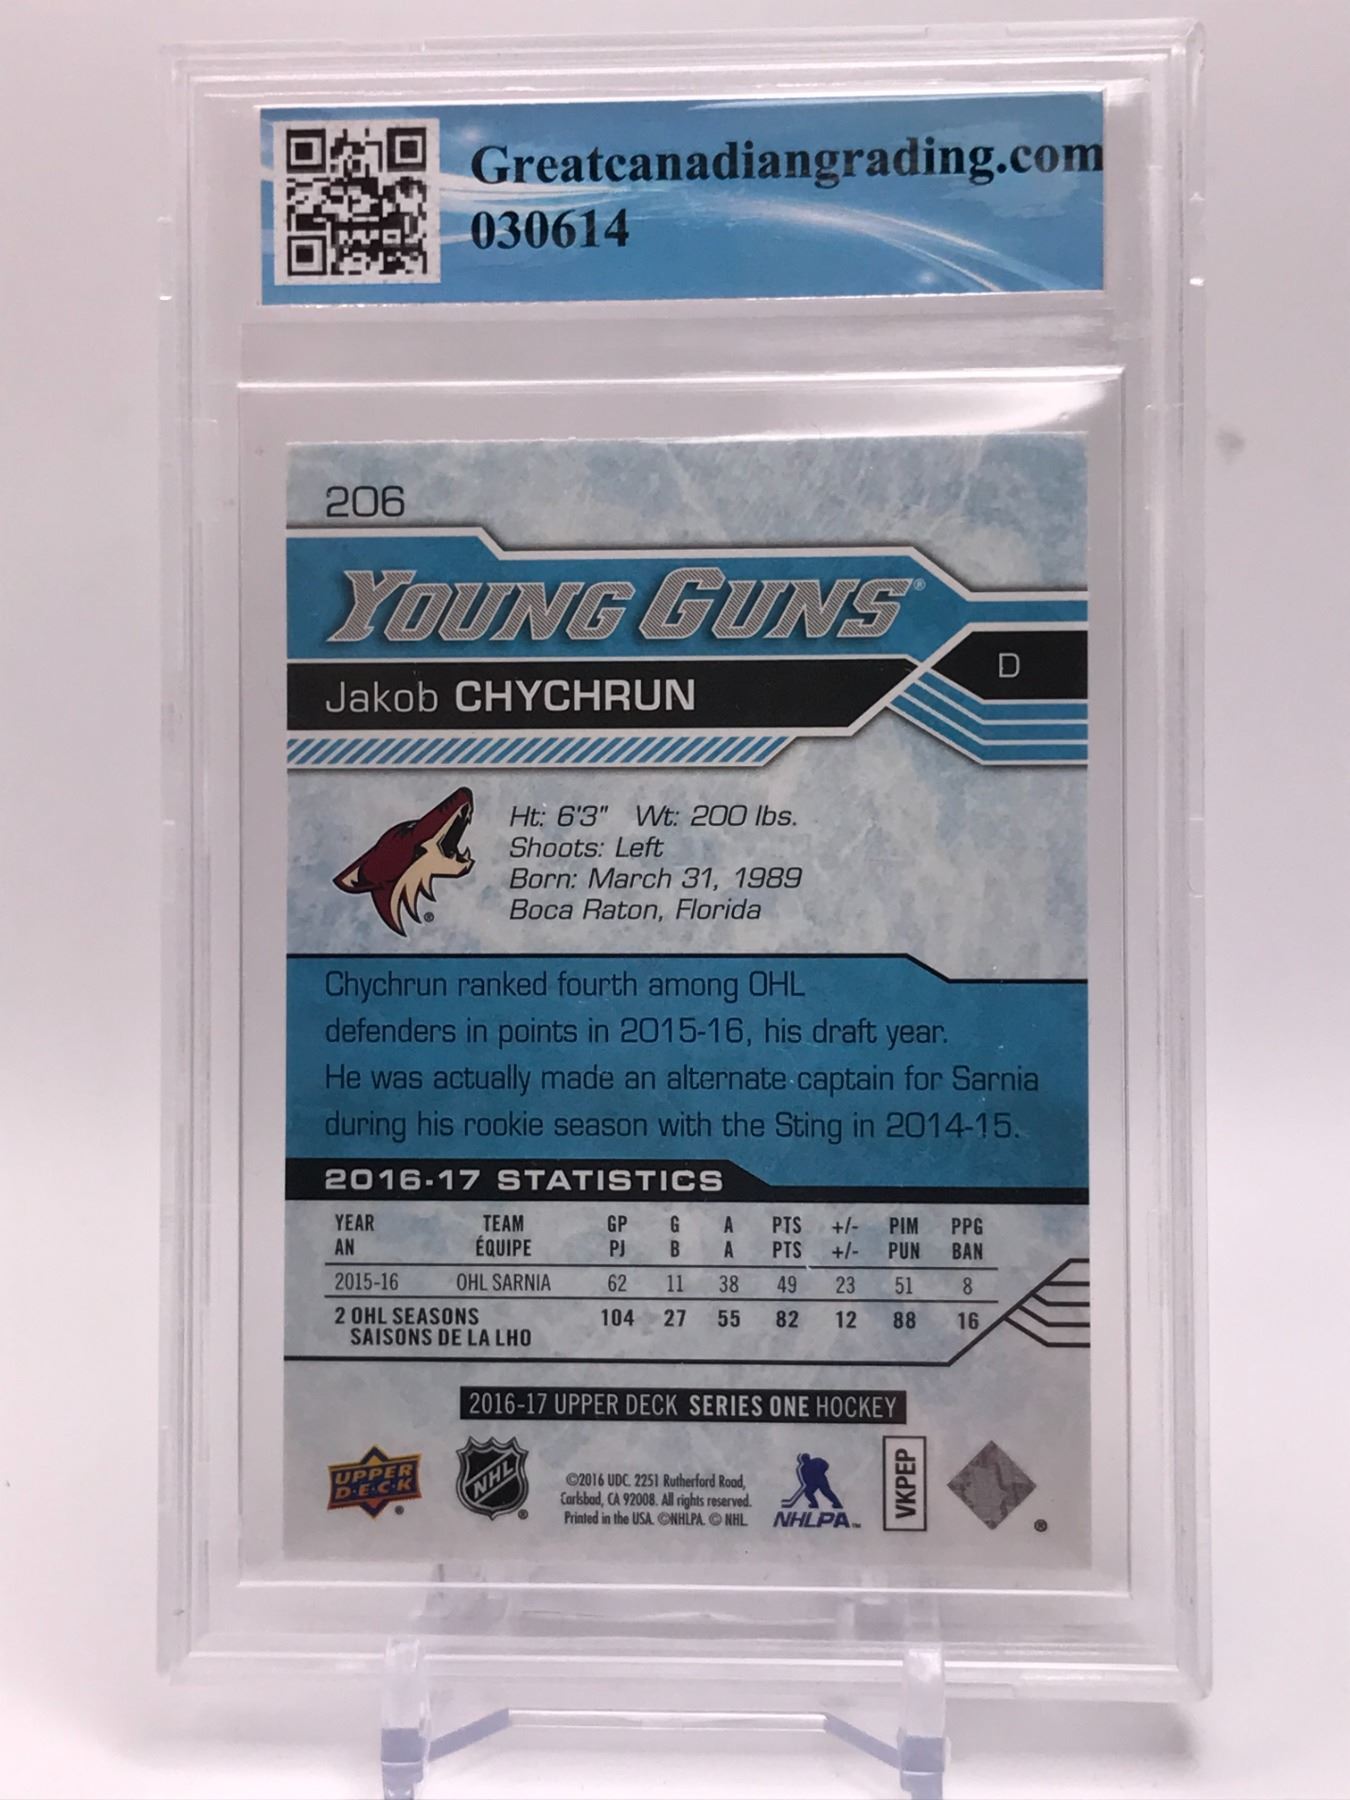 Greatcanadiangrading.com
030614
206
YOUNG GUNS®
D
Jakob CHYCHRUN
Ht: 6'3" Wt: 200 lbs.
Shoots: Left
Born: March 31, 1989
Boca Raton, Florida
Chychrun ranked fourth among OHL
defenders in points in 2015-16, his draft year.
He was actually made an alternate captain for Sarnia
during his rookie season with the Sting in 2014-15.
2016-17 STATISTICS
YEAR TEAM GP G A PTS +/- PIM PPG
AN ÉQUIPE PJ B A PTS +/- PUN BAN
2015-16 OHL SARNIA 62 11 38 49 23 51 8
2 OHL SEASONS 104 27 55 82 12 88 16
SAISONS DE LA LHO
2016-17 UPPER DECK SERIES ONE HOCKEY
UPPER
D·E·C·K
®
NHL
®
©2016 UDC. 2251 Rutherford Road,
Carlsbad, CA 92008. All rights reserved.
Printed in the USA. ©NHLPA. © NHL
NHLPA™
VKPEP
®